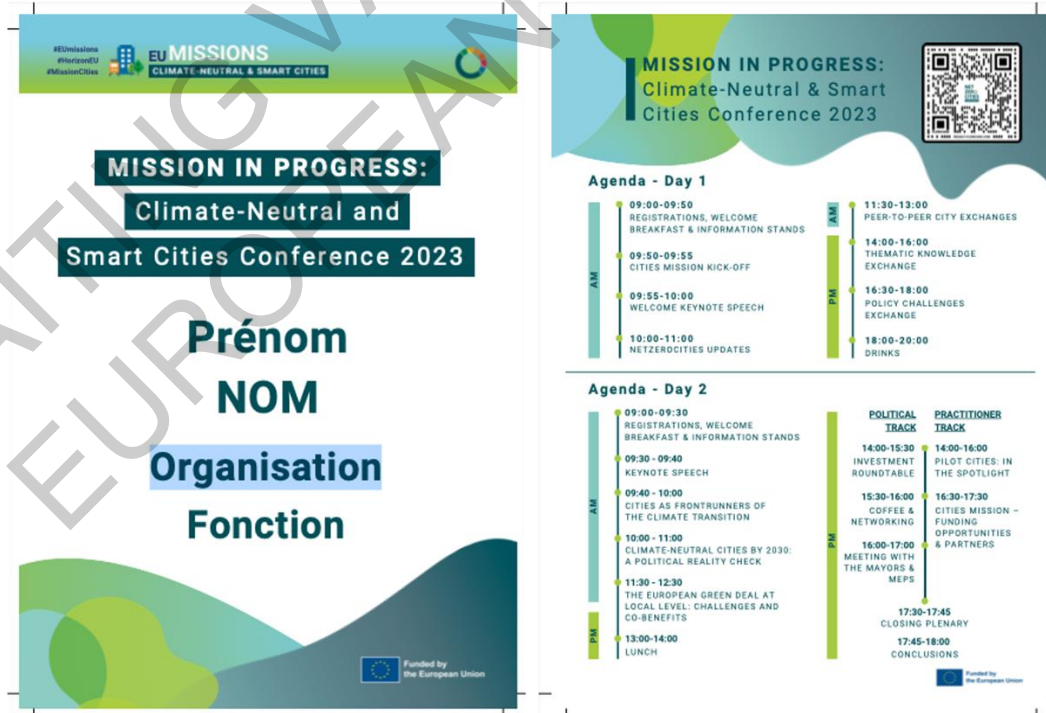 #EUmissions
#HorizonEU
#MissionCities
EU MISSIONS
CLIMATE-NEUTRAL & SMART CITIES
MISSION IN PROGRESS:
Climate-Neutral and
Smart Cities Conference 2023
Prénom
NOM
Organisation
Fonction
Funded by
the European Union
MISSION IN PROGRESS:
Climate-Neutral & Smart
Cities Conference 2023
Agenda - Day 1
AM
09:00-09:50
REGISTRATIONS, WELCOME
BREAKFAST & INFORMATION STANDS
09:50-09:55
CITIES MISSION KICK-OFF
09:55-10:00
WELCOME KEYNOTE SPEECH
10:00-11:00
NETZEROCITIES UPDATES
AM
11:30-13:00
PEER-TO-PEER CITY EXCHANGES
PM
14:00-16:00
THEMATIC KNOWLEDGE
EXCHANGE
16:30-18:00
POLICY CHALLENGES
EXCHANGE
18:00-20:00
DRINKS
Agenda - Day 2
AM
09:00-09:30
REGISTRATIONS, WELCOME
BREAKFAST & INFORMATION STANDS
09:30 - 09:40
KEYNOTE SPEECH
09:40 - 10:00
CITIES AS FRONTRUNNERS OF
THE CLIMATE TRANSITION
10:00 - 11:00
CLIMATE-NEUTRAL CITIES BY 2030:
A POLITICAL REALITY CHECK
11:30 - 12:30
THE EUROPEAN GREEN DEAL AT
LOCAL LEVEL: CHALLENGES AND
CO-BENEFITS
PM
13:00-14:00
LUNCH
PM
POLITICAL
TRACK
14:00-15:30
INVESTMENT
ROUNDTABLE
15:30-16:00
COFFEE &
NETWORKING
16:00-17:00
MEETING WITH
THE MAYORS &
MEPS
PRACTITIONER
TRACK
14:00-16:00
PILOT CITIES: IN
THE SPOTLIGHT
16:30-17:30
CITIES MISSION –
FUNDING
OPPORTUNITIES
& PARTNERS
17:30-17:45
CLOSING PLENARY
17:45-18:00
CONCLUSIONS
Funded by
the European Union